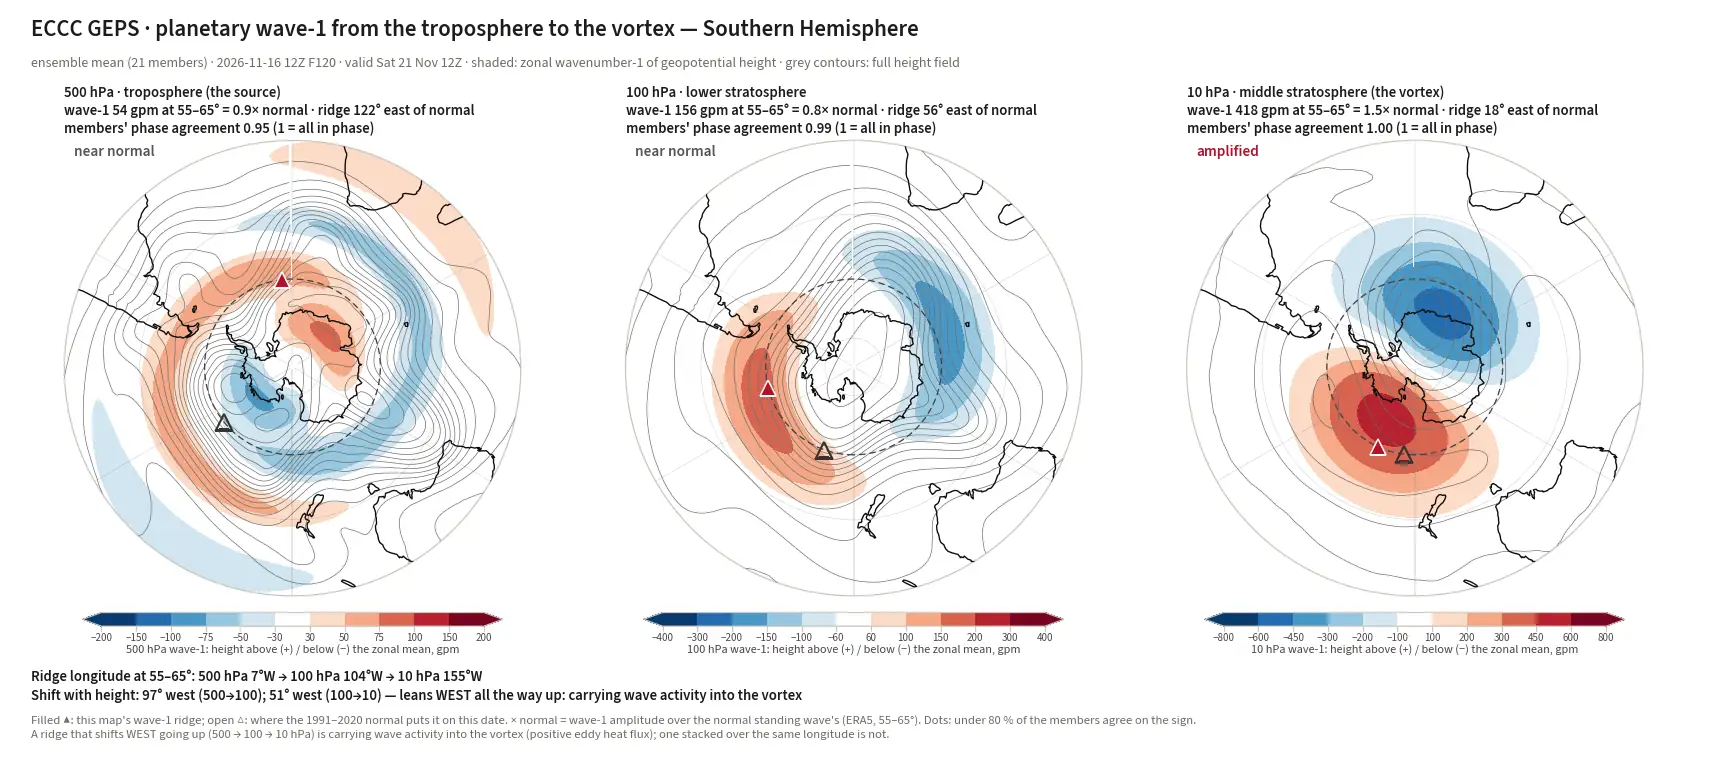 ECCC GEPS · planetary wave-1 from the troposphere to the vortex — Southern Hemisphere
ensemble mean (21 members) · 2026-11-16 12Z F120 · valid Sat 21 Nov 12Z · shaded: zonal wavenumber-1 of geopotential height · grey contours: full height field
500 hPa · troposphere (the source)
wave-1 54 gpm at 55–65° = 0.9× normal · ridge 122° east of normal
members' phase agreement 0.95 (1 = all in phase)
near normal
100 hPa · lower stratosphere
wave-1 156 gpm at 55–65° = 0.8× normal · ridge 56° east of normal
members' phase agreement 0.99 (1 = all in phase)
near normal
10 hPa · middle stratosphere (the vortex)
wave-1 418 gpm at 55–65° = 1.5× normal · ridge 18° east of normal
members' phase agreement 1.00 (1 = all in phase)
amplified
−200 −150 −100 −75 −50 −30 30 50 75 100 150 200
500 hPa wave-1: height above (+) / below (−) the zonal mean, gpm
−400 −300 −200 −150 −100 −60 60 100 150 200 300 400
100 hPa wave-1: height above (+) / below (−) the zonal mean, gpm
−800 −600 −450 −300 −200 −100 100 200 300 450 600 800
10 hPa wave-1: height above (+) / below (−) the zonal mean, gpm
Ridge longitude at 55–65°: 500 hPa 7°W → 100 hPa 104°W → 10 hPa 155°W
Shift with height: 97° west (500→100); 51° west (100→10) — leans WEST all the way up: carrying wave activity into the vortex
Filled ▲: this map's wave-1 ridge; open △: where the 1991–2020 normal puts it on this date. × normal = wave-1 amplitude over the normal standing wave's (ERA5, 55–65°). Dots: under 80 % of the members agree on the sign.
A ridge that shifts WEST going up (500 → 100 → 10 hPa) is carrying wave activity into the vortex (positive eddy heat flux); one stacked over the same longitude is not.